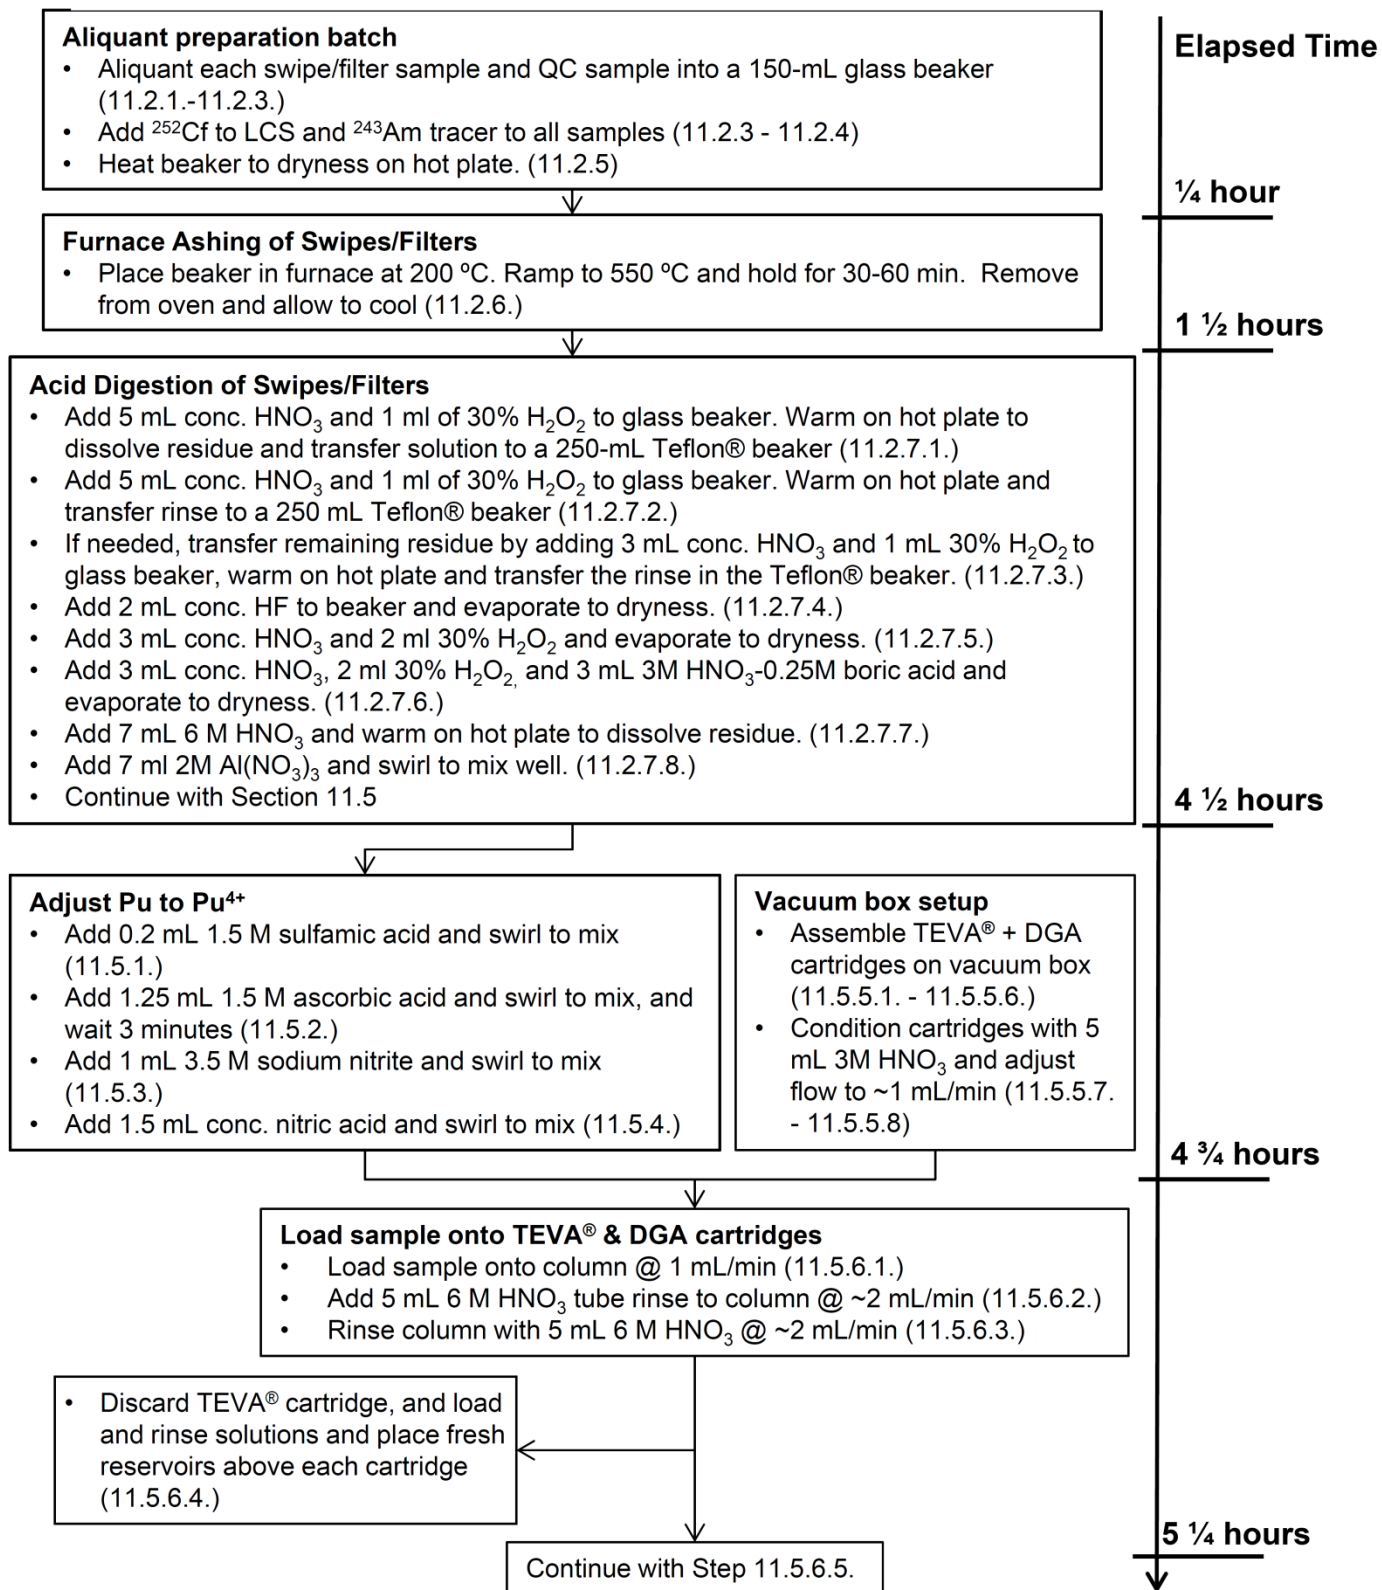 Aliquant preparation batch
• Aliquant each swipe/filter sample and QC sample into a 150-mL glass beaker
(11.2.1.-11.2.3.)
• Add ²⁵²Cf to LCS and ²⁴³Am tracer to all samples (11.2.3 - 11.2.4)
• Heat beaker to dryness on hot plate. (11.2.5)
Elapsed Time
¼ hour
Furnace Ashing of Swipes/Filters
• Place beaker in furnace at 200 ºC. Ramp to 550 ºC and hold for 30-60 min. Remove
from oven and allow to cool (11.2.6.)
1 ½ hours
Acid Digestion of Swipes/Filters
• Add 5 mL conc. HNO₃ and 1 ml of 30% H₂O₂ to glass beaker. Warm on hot plate to
dissolve residue and transfer solution to a 250-mL Teflon® beaker (11.2.7.1.)
• Add 5 mL conc. HNO₃ and 1 ml of 30% H₂O₂ to glass beaker. Warm on hot plate and
transfer rinse to a 250 mL Teflon® beaker (11.2.7.2.)
• If needed, transfer remaining residue by adding 3 mL conc. HNO₃ and 1 mL 30% H₂O₂ to
glass beaker, warm on hot plate and transfer the rinse in the Teflon® beaker. (11.2.7.3.)
• Add 2 mL conc. HF to beaker and evaporate to dryness. (11.2.7.4.)
• Add 3 mL conc. HNO₃ and 2 ml 30% H₂O₂ and evaporate to dryness. (11.2.7.5.)
• Add 3 mL conc. HNO₃, 2 ml 30% H₂O₂, and 3 mL 3M HNO₃-0.25M boric acid and
evaporate to dryness. (11.2.7.6.)
• Add 7 mL 6 M HNO₃ and warm on hot plate to dissolve residue. (11.2.7.7.)
• Add 7 ml 2M Al(NO₃)₃ and swirl to mix well. (11.2.7.8.)
• Continue with Section 11.5
4 ½ hours
Adjust Pu to Pu⁴⁺
• Add 0.2 mL 1.5 M sulfamic acid and swirl to mix
(11.5.1.)
• Add 1.25 mL 1.5 M ascorbic acid and swirl to mix, and
wait 3 minutes (11.5.2.)
• Add 1 mL 3.5 M sodium nitrite and swirl to mix
(11.5.3.)
• Add 1.5 mL conc. nitric acid and swirl to mix (11.5.4.)
Vacuum box setup
• Assemble TEVA® + DGA
cartridges on vacuum box
(11.5.5.1. - 11.5.5.6.)
• Condition cartridges with 5
mL 3M HNO₃ and adjust
flow to ~1 mL/min (11.5.5.7.
- 11.5.5.8)
4 ¾ hours
Load sample onto TEVA® & DGA cartridges
• Load sample onto column @ 1 mL/min (11.5.6.1.)
• Add 5 mL 6 M HNO₃ tube rinse to column @ ~2 mL/min (11.5.6.2.)
• Rinse column with 5 mL 6 M HNO₃ @ ~2 mL/min (11.5.6.3.)
• Discard TEVA® cartridge, and load
and rinse solutions and place fresh
reservoirs above each cartridge
(11.5.6.4.)
5 ¼ hours
Continue with Step 11.5.6.5.